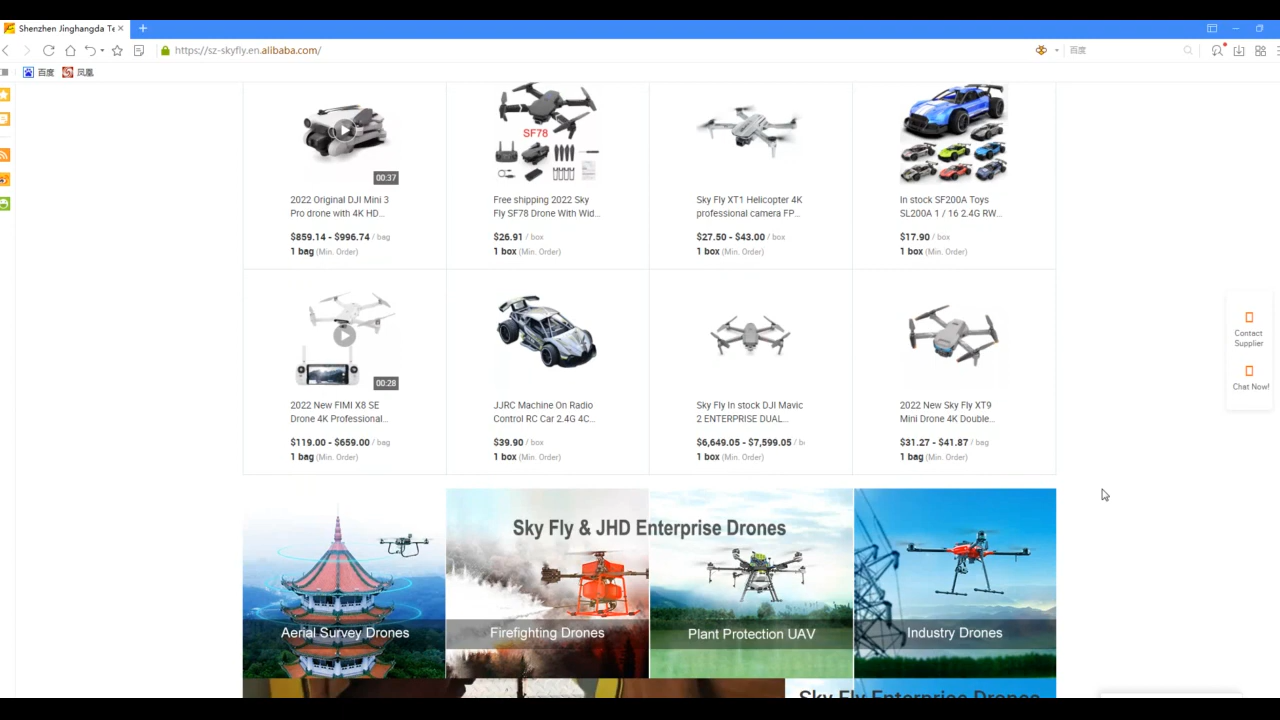 Shenzhen Jinghangda Te
https://sz-skyfly.en.alibaba.com/
百度
百度
凤凰
SF78
00:37
2022 Original DJI Mini 3
Pro drone with 4K HD...
$859.14 - $996.74 / bag
1 bag (Min. Order)
Free shipping 2022 Sky
Fly SF78 Drone With Wid...
$26.91 / box
1 box (Min. Order)
Sky Fly XT1 Helicopter 4K
professional camera FP...
$27.50 - $43.00 / box
1 box (Min. Order)
In stock SF200A Toys
SL200A 1 / 16 2.4G RW...
$17.90 / box
1 box (Min. Order)
00:28
2022 New FIMI X8 SE
Drone 4K Professional...
$119.00 - $659.00 / bag
1 bag (Min. Order)
JJRC Machine On Radio
Control RC Car 2.4G 4C...
$39.90 / box
1 box (Min. Order)
Sky Fly In stock DJI Mavic
2 ENTERPRISE DUAL...
$6,649.05 - $7,599.05 / b
1 box (Min. Order)
2022 New Sky Fly XT9
Mini Drone 4K Double...
$31.27 - $41.87 / bag
1 bag (Min. Order)
Contact
Supplier
Chat Now!
Sky Fly & JHD Enterprise Drones
Aerial Survey Drones
Firefighting Drones
Plant Protection UAV
Industry Drones
Sky Fly Enterprise Drones